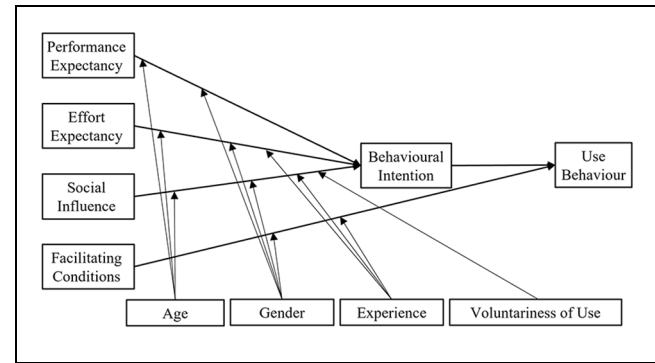 Performance
Expectancy
Effort
Expectancy
Social
Influence
Facilitating
Conditions
Behavioural
Intention
Use
Behaviour
Age
Gender
Experience
Voluntariness of Use